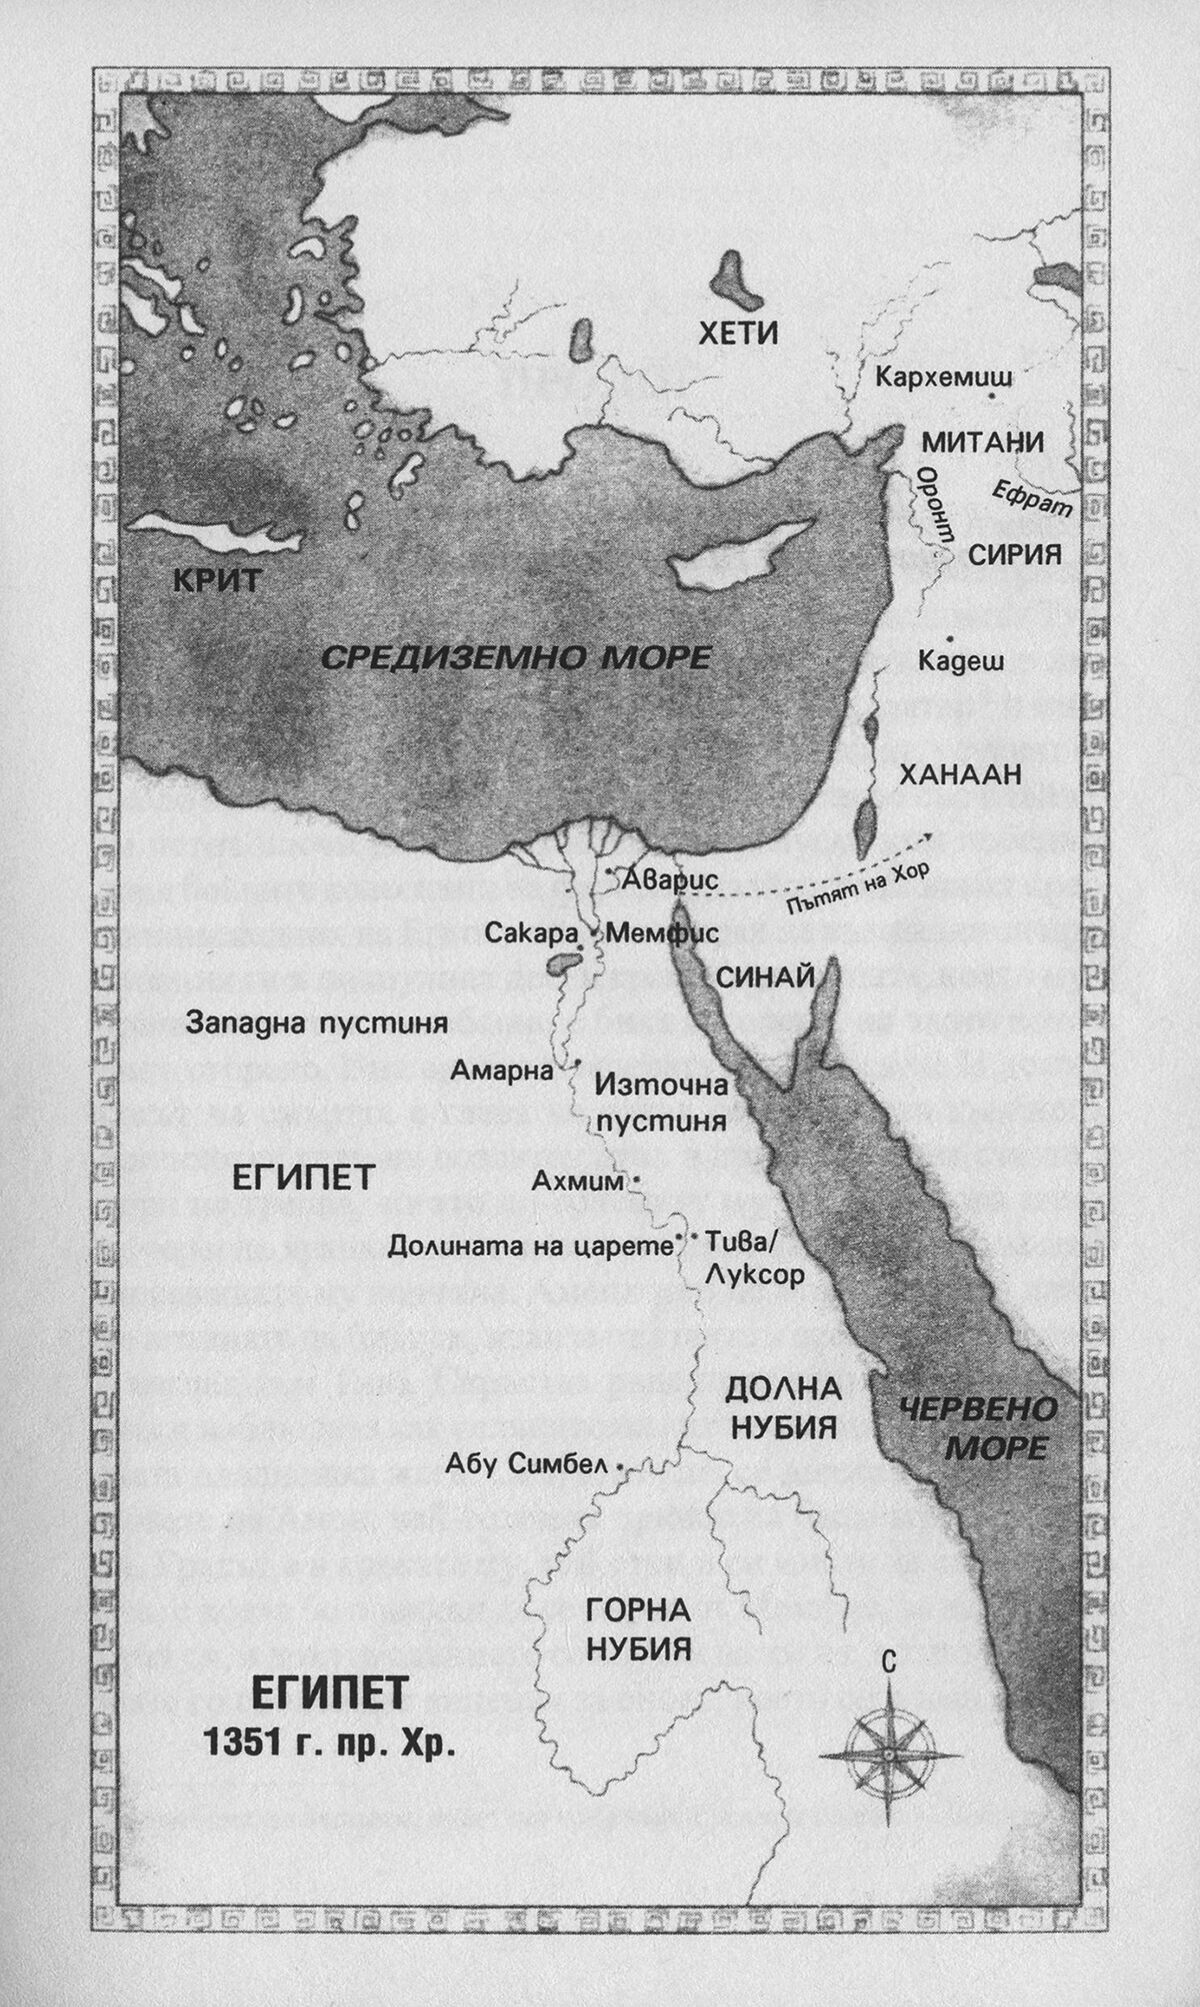 ХЕТИ
Кархемиш
МИТАНИ
Оронт
Ефрат
СИРИЯ
КРИТ
СРЕДИЗЕМНО МОРЕ
Кадеш
ХАНААН
Аварис
Пътят на Хор
Сакара
Мемфис
СИНАЙ
Западна пустиня
Амарна
Източна
пустиня
ЕГИПЕТ
Ахмим
Долината на царете
Тива/
Луксор
ДОЛНА
НУБИЯ
ЧЕРВЕНО
МОРЕ
Абу Симбел
ГОРНА
НУБИЯ
С
ЕГИПЕТ
1351 г. пр. Хр.